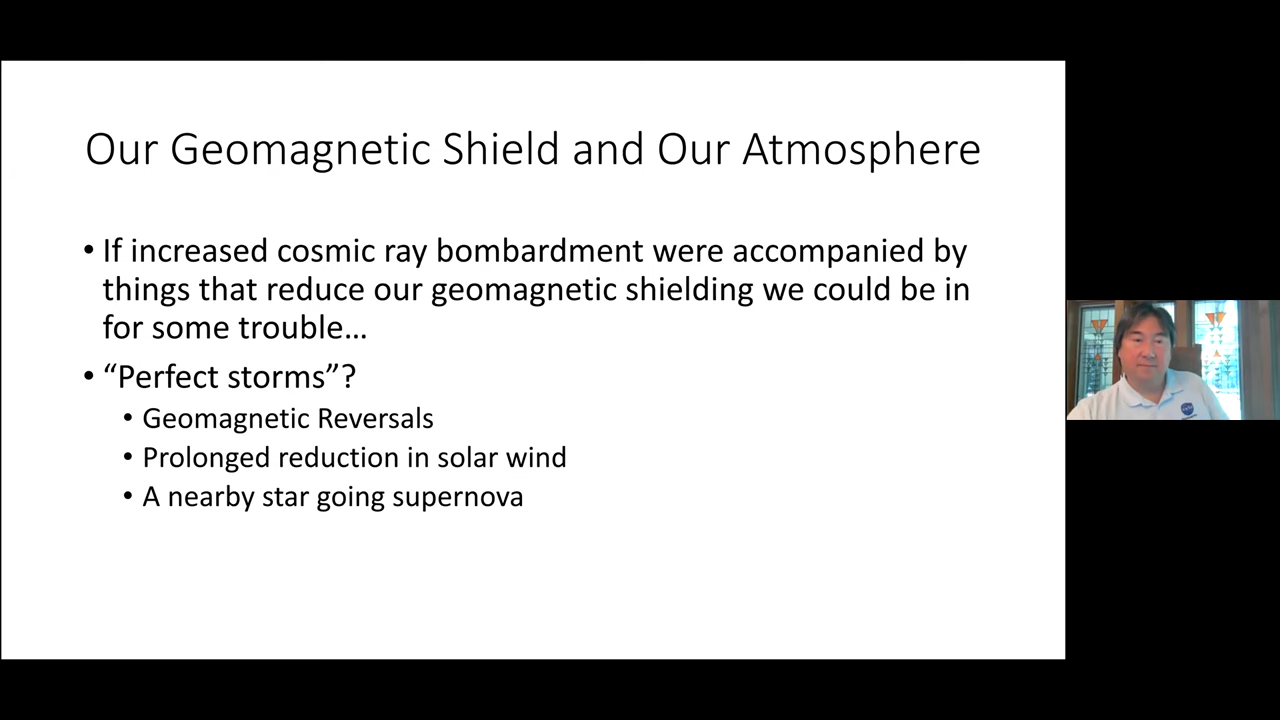 Our Geomagnetic Shield and Our Atmosphere
• If increased cosmic ray bombardment were accompanied by
things that reduce our geomagnetic shielding we could be in
for some trouble...
• “Perfect storms”?
• Geomagnetic Reversals
• Prolonged reduction in solar wind
• A nearby star going supernova